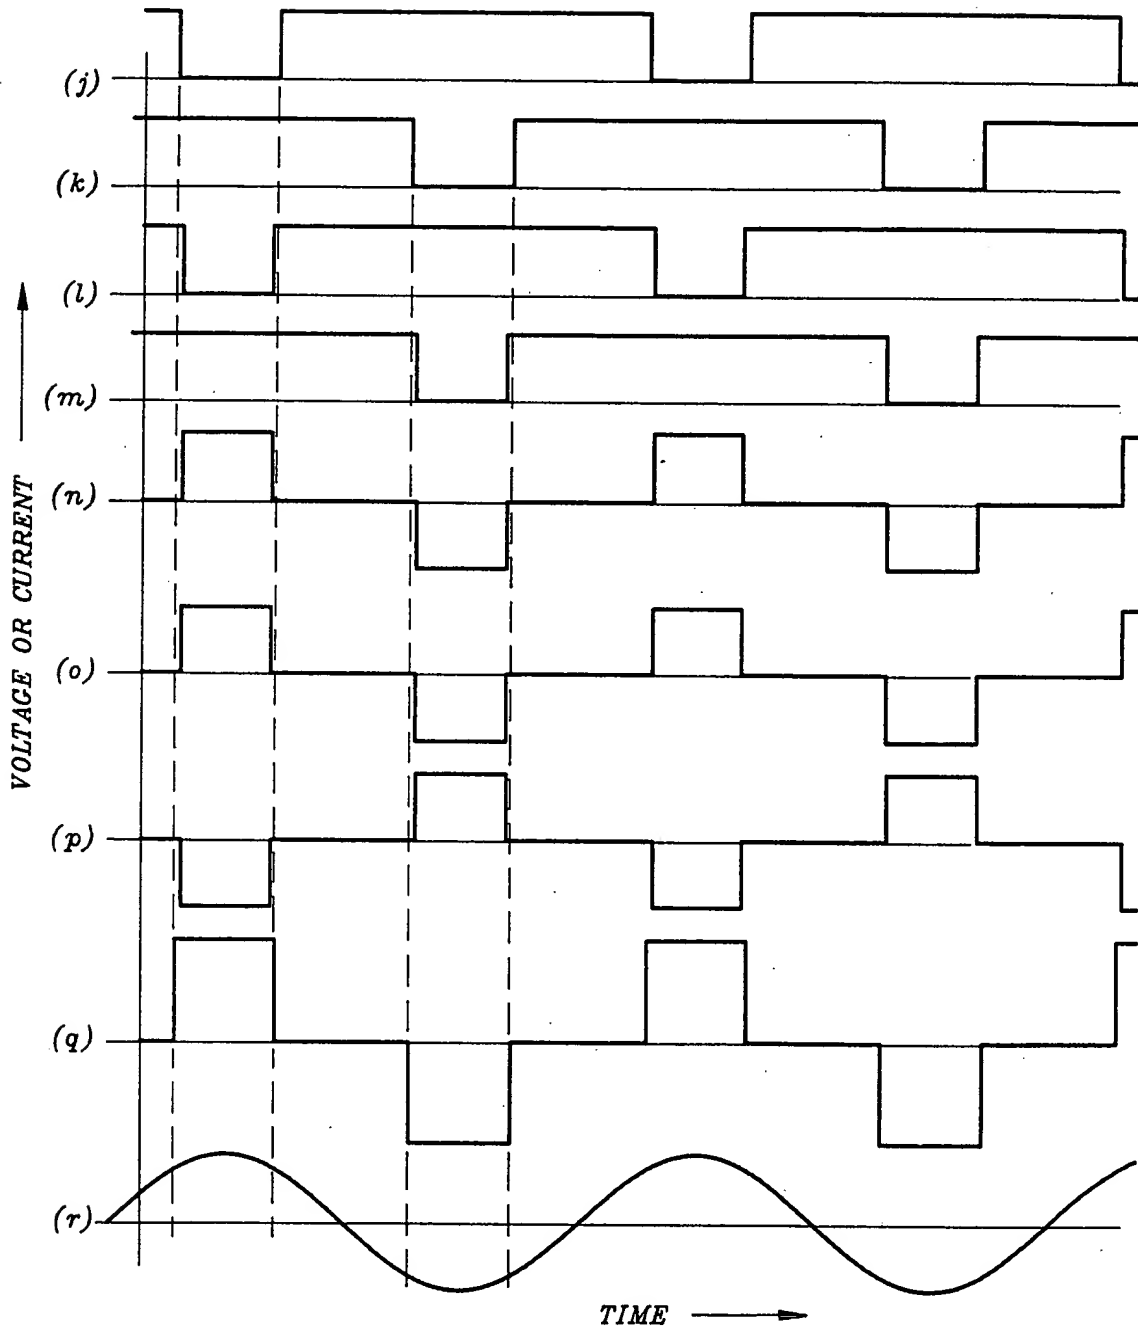 (j)
(k)
(l)
(m)
(n)
(o)
(p)
(q)
(r)
VOLTAGE OR CURRENT
TIME